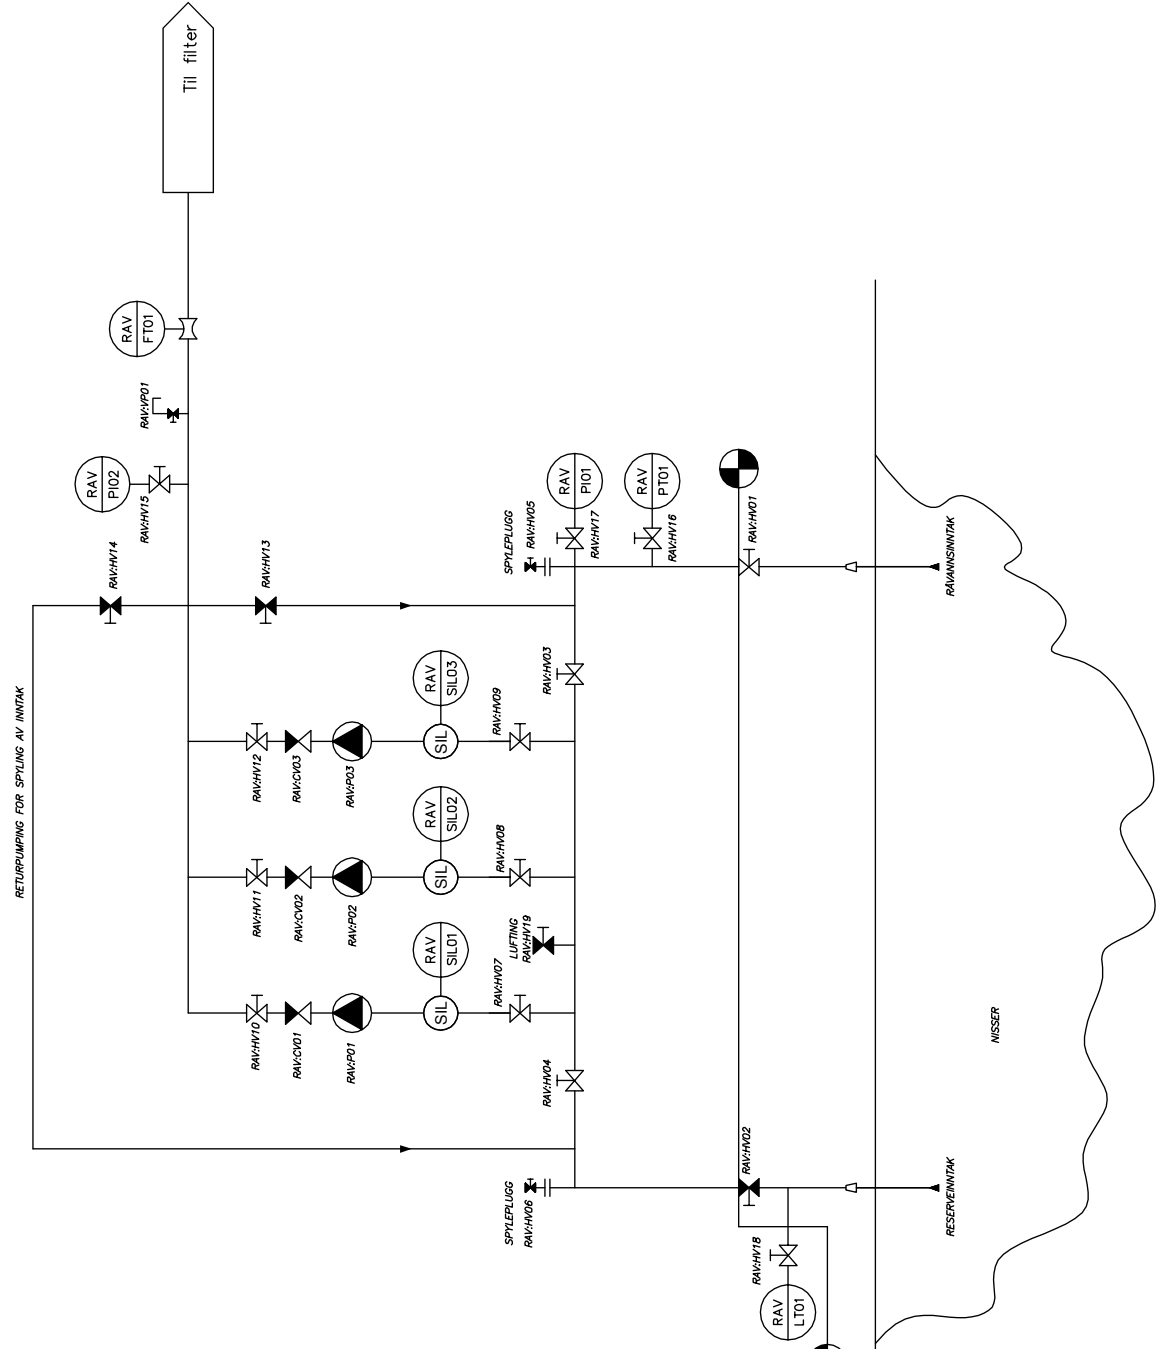 Til filter
RAV
FT01
RAV:VP01
RAV
PI02
RAV:HV15
RAV:HV14
RAV:HV13
RETURPUMPING FOR SPYLING AV INNTAK
SPYLEPLUGG
RAV:HV05
RAV
PI01
RAV:HV17
RAV
PT01
RAV:HV16
RAV:HV01
RÅVANNSINNTAK
RAV:HV03
RAV
SIL03
RAV:HV09
SIL
RAV:HV12
RAV:CV03
RAV:P03
RAV
SIL02
RAV:HV08
SIL
RAV:HV11
RAV:CV02
RAV:P02
LUFTING
RAV:HV19
RAV
SIL01
RAV:HV07
SIL
RAV:HV10
RAV:CV01
RAV:P01
RAV:HV04
NISSER
SPYLEPLUGG
RAV:HV06
RAV:HV02
RESERVEINNTAK
RAV:HV18
RAV
LT01